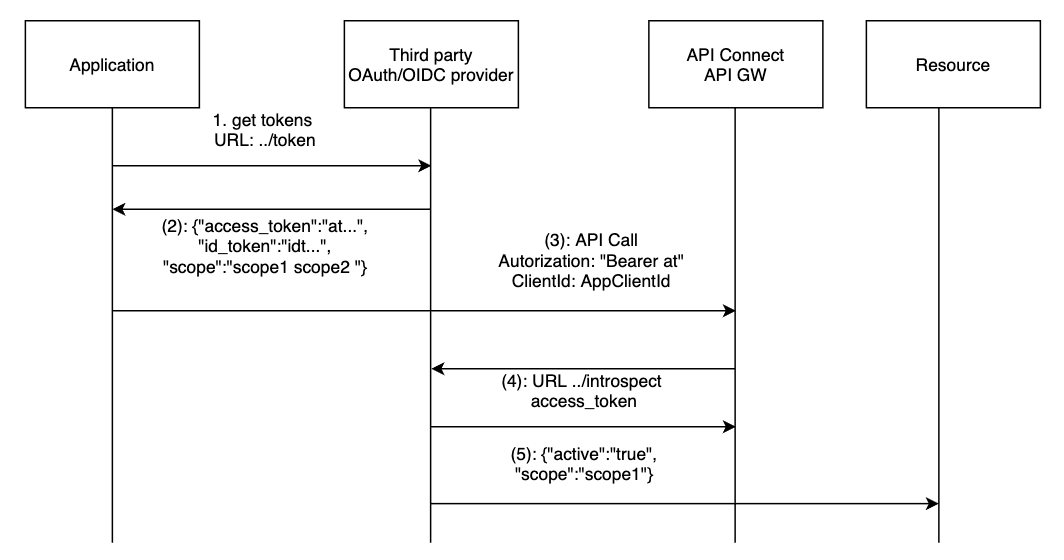 Application
Third party
OAuth/OIDC provider
API Connect
API GW
Resource
1. get tokens
URL: ../token
(2): {"access_token":"at...",
"id_token":"idt...",
"scope":"scope1 scope2 "}
(3): API Call
Autorization: "Bearer at"
ClientId: AppClientId
(4): URL ../introspect
access_token
(5): {"active":"true",
"scope":"scope1"}